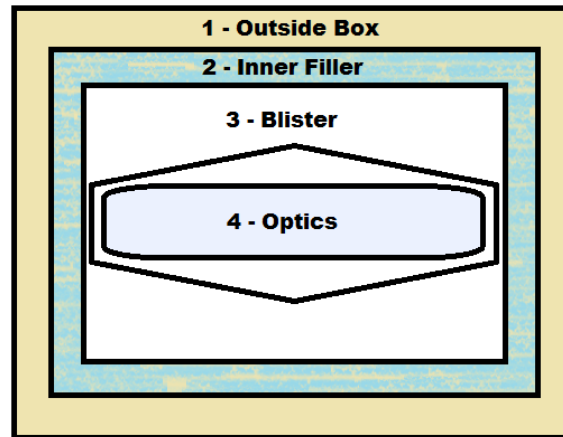 1 - Outside Box
2 - Inner Filler
3 - Blister
4 - Optics